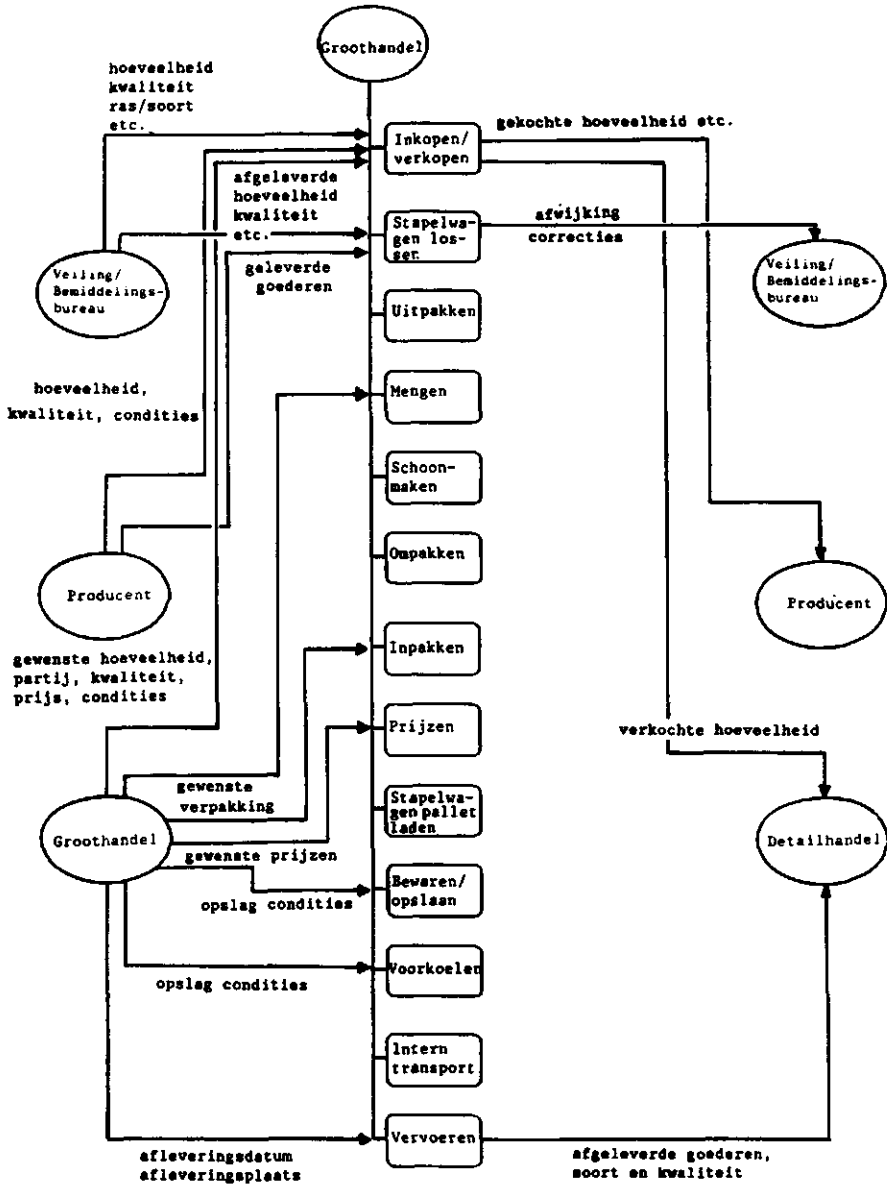 Groothandel
hoeveelheid
kwaliteit
ras/soort
etc.
Inkopen/
verkopen
gekochte hoeveelheid etc.
afgeleverde
hoeveelheid
kwaliteit
etc.
Stapelwa-
gen los-
sen
afwijking
correcties
Veiling/
Bemiddelings-
bureau
geleverde
goederen
Veiling/
Bemiddelings-
bureau
Uitpakken
hoeveelheid,
kwaliteit, condities
Mengen
Schoon-
maken
Ompakken
Producent
Producent
gewenste hoeveelheid,
partij, kwaliteit,
prijs, condities
Inpakken
Prijzen
verkochte hoeveelheid
gewenste
verpakking
Stapelwa-
gen pallet
laden
Groothandel
Detailhandel
gewenste prijzen
Bewaren/
opslaan
opslag condities
Voorkoelen
opslag condities
Intern
transport
Vervoeren
afleveringsdatum
afleveringsplaats
afgeleverde goederen,
soort en kwaliteit